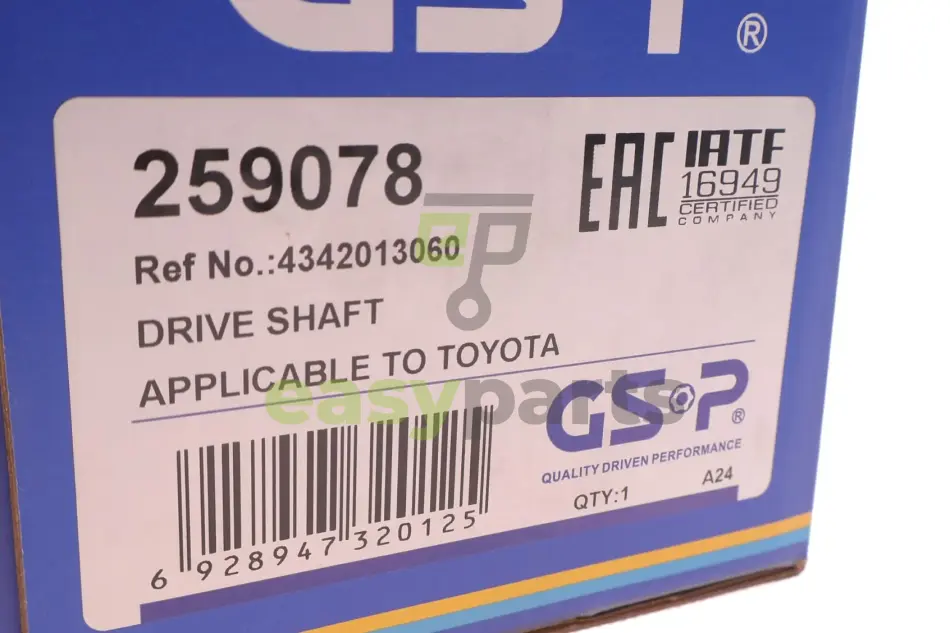 GSP®
259078
EAC
IATF
16949
CERTIFIED
COMPANY
Ref No.:4342013060
DRIVE SHAFT
APPLICABLE TO TOYOTA
easyparts
GSP®
QUALITY DRIVEN PERFORMANCE
QTY:1 A24
6 928947 320125